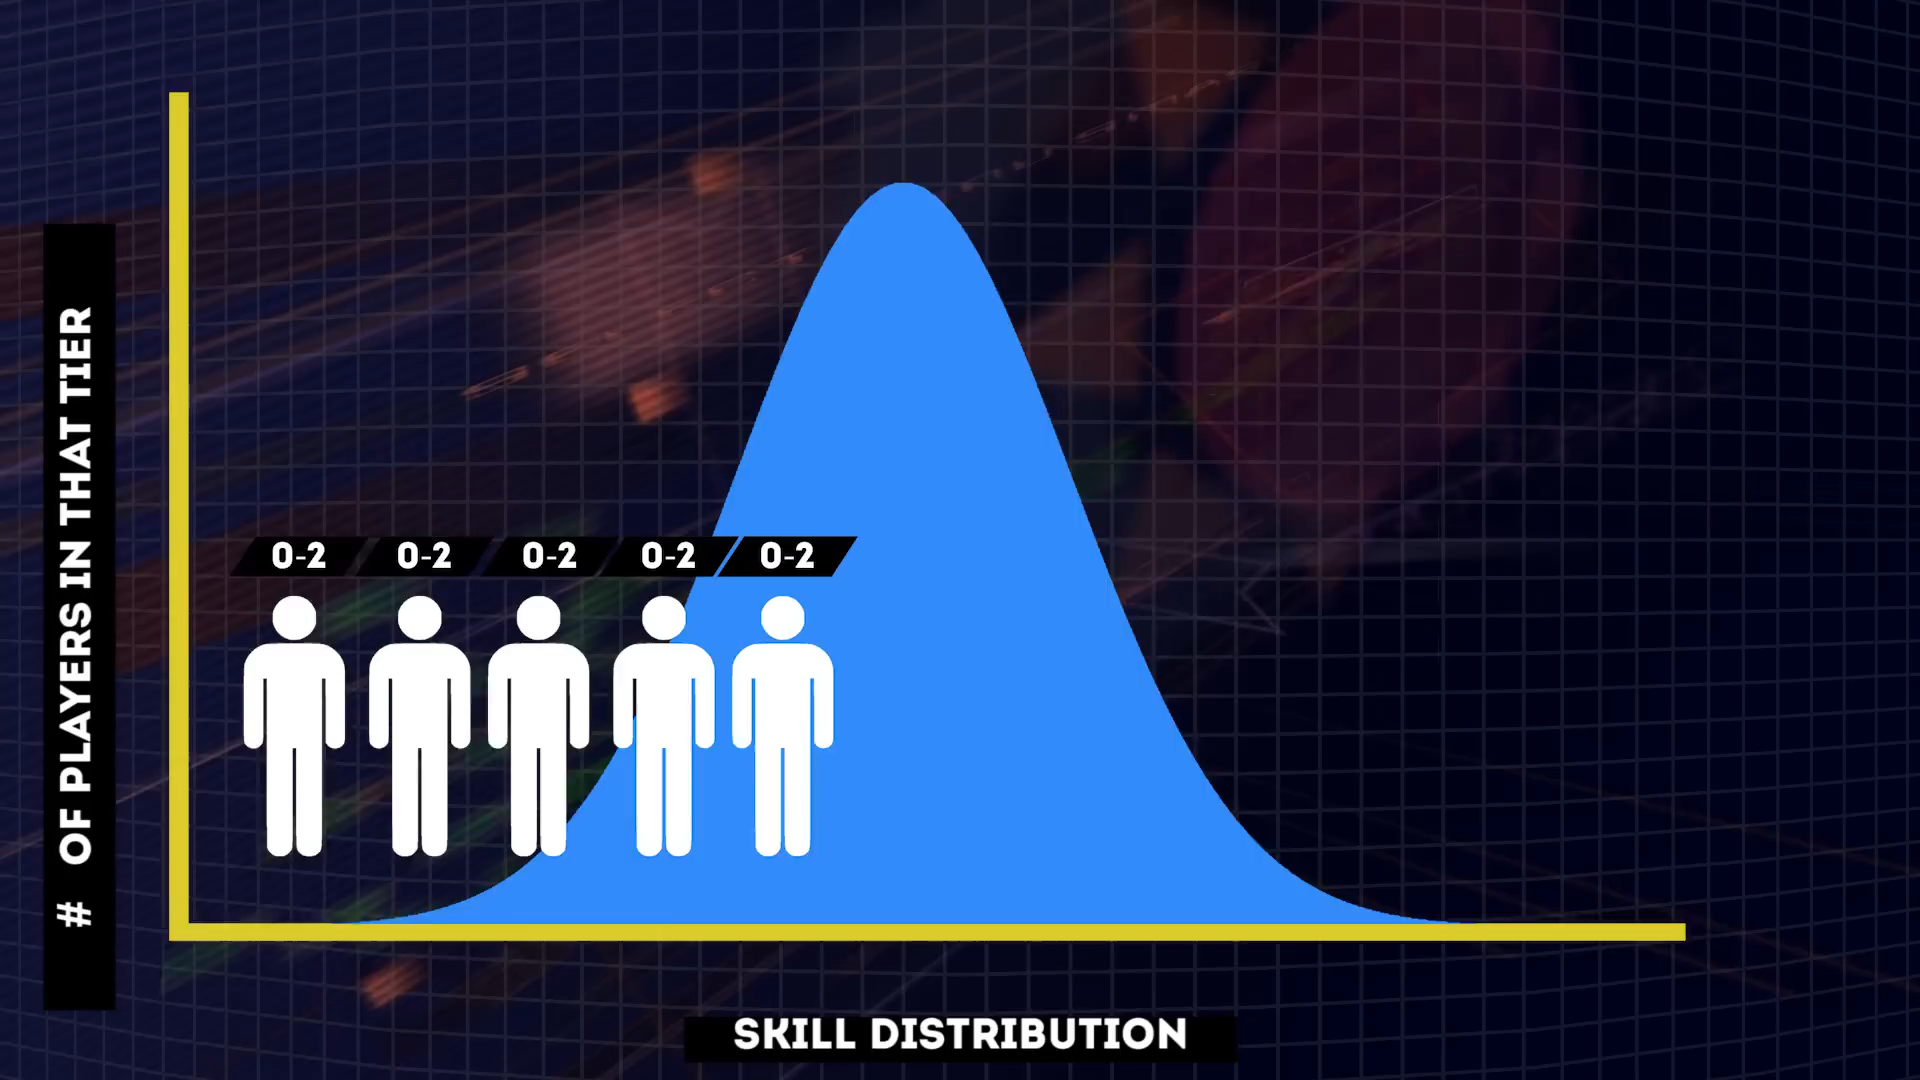 # OF PLAYERS IN THAT TIER
0-2 0-2 0-2 0-2 0-2
SKILL DISTRIBUTION